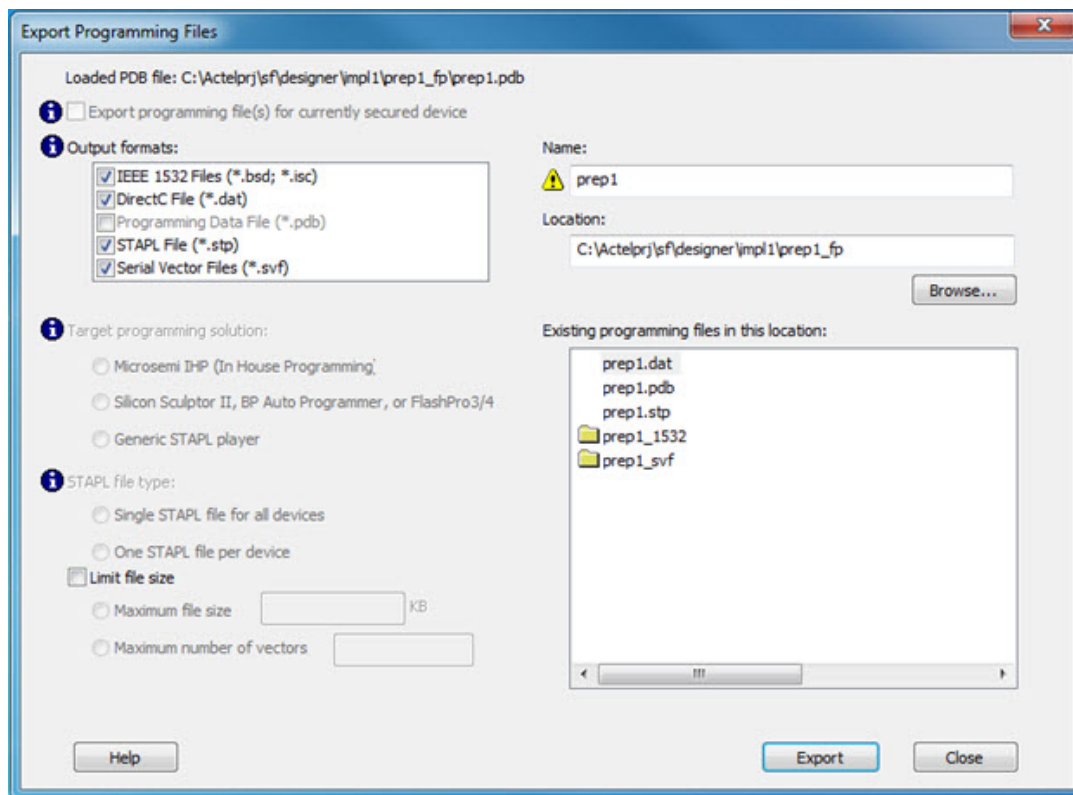 Export Programming Files
Loaded PDB file: C:\Actelprj\sf\designer\impl1\prep1_fp\prep1.pdb
Export programming file(s) for currently secured device
Output formats:
IEEE 1532 Files (*.bsd; *.isc)
DirectC File (*.dat)
Programming Data File (*.pdb)
STAPL File (*.stp)
Serial Vector Files (*.svf)
Name:
prep1
Location:
C:\Actelprj\sf\designer\impl1\prep1_fp
Browse...
Target programming solution:
Microsemi IHP (In House Programming)
Silicon Sculptor II, BP Auto Programmer, or FlashPro3/4
Generic STAPL player
STAPL file type:
Single STAPL file for all devices
One STAPL file per device
Limit file size
Maximum file size
KB
Maximum number of vectors
Existing programming files in this location:
prep1.dat
prep1.pdb
prep1.stp
prep1_1532
prep1_svf
Help
Export
Close